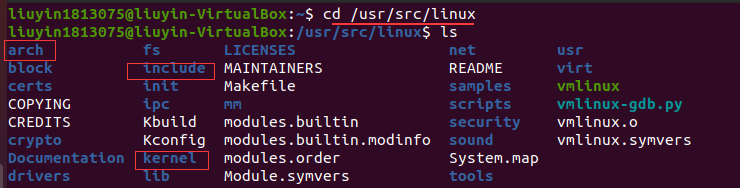 liuyin1813075@liuyin-VirtualBox:~$ cd /usr/src/linux
liuyin1813075@liuyin-VirtualBox:/usr/src/linux$ ls
arch fs LICENSES net usr
block include MAINTAINERS README virt
certs init Makefile samples vmlinux
COPYING ipc mm scripts vmlinux-gdb.py
CREDITS Kbuild modules.builtin security vmlinux.o
crypto Kconfig modules.builtin.modinfo sound vmlinux.symvers
Documentation kernel modules.order System.map
drivers lib Module.symvers tools